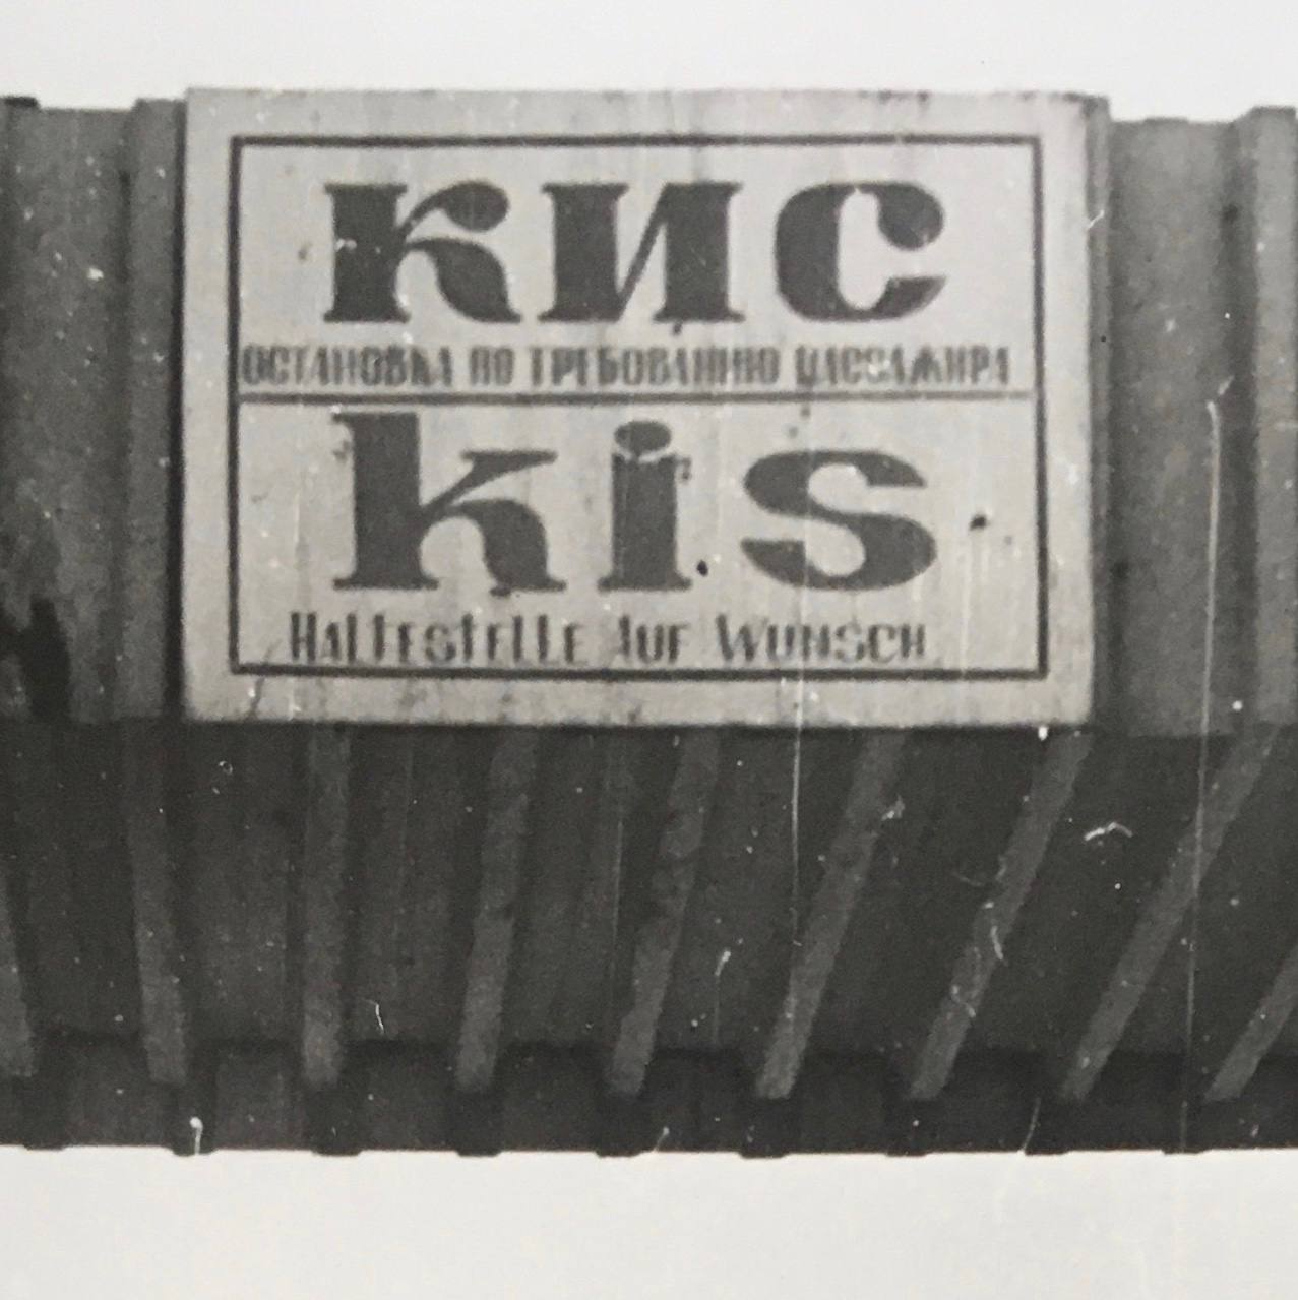 кис
ОСТАНОВКА ПО ТРЕБОВАНИЮ ПАССАЖИРА
kis
HALTESTELLE AUF WUNSCH